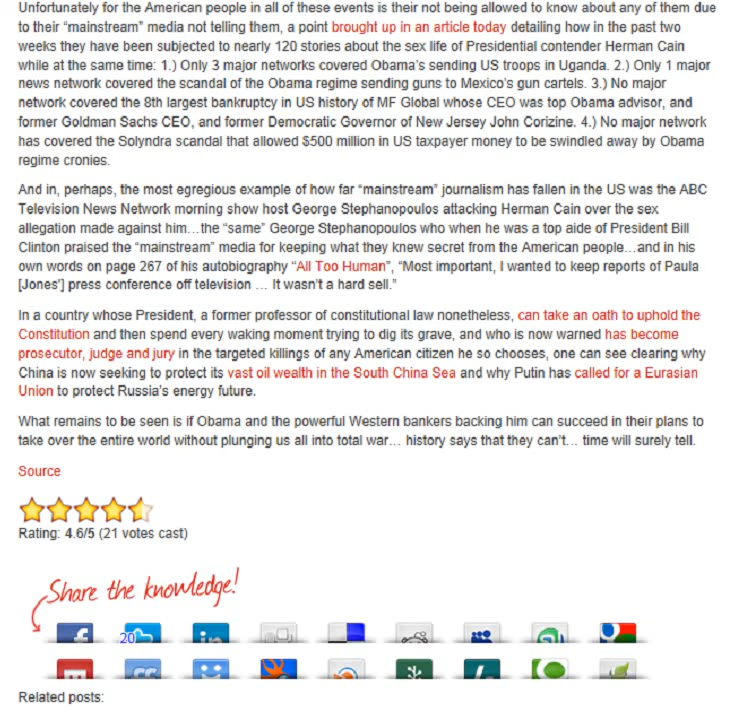 Unfortunately for the American people in all of these events is their not being allowed to know about any of them due
to their “mainstream” media not telling them, a point brought up in an article today detailing how in the past two
weeks they have been subjected to nearly 120 stories about the sex life of Presidential contender Herman Cain
while at the same time: 1.) Only 3 major networks covered Obama’s sending US troops in Uganda. 2.) Only 1 major
news network covered the scandal of the Obama regime sending guns to Mexico’s gun cartels. 3.) No major
network covered the 8th largest bankruptcy in US history of MF Global whose CEO was top Obama advisor, and
former Goldman Sachs CEO, and former Democratic Governor of New Jersey John Corizine. 4.) No major network
has covered the Solyndra scandal that allowed $500 million in US taxpayer money to be swindled away by Obama
regime cronies.
And in, perhaps, the most egregious example of how far “mainstream” journalism has fallen in the US was the ABC
Television News Network morning show host George Stephanopoulos attacking Herman Cain over the sex
allegation made against him…the “same” George Stephanopoulos who when he was a top aide of President Bill
Clinton praised the “mainstream” media for keeping what they knew secret from the American people…and in his
own words on page 267 of his autobiography “All Too Human”, “Most important, I wanted to keep reports of Paula
[Jones’] press conference off television … It wasn’t a hard sell.”
In a country whose President, a former professor of constitutional law nonetheless, can take an oath to uphold the
Constitution and then spend every waking moment trying to dig its grave, and who is now warned has become
prosecutor, judge and jury in the targeted killings of any American citizen he so chooses, one can see clearing why
China is now seeking to protect its vast oil wealth in the South China Sea and why Putin has called for a Eurasian
Union to protect Russia’s energy future.
What remains to be seen is if Obama and the powerful Western bankers backing him can succeed in their plans to
take over the entire world without plunging us all into total war… history says that they can’t… time will surely tell.
Source
Rating: 4.6/5 (21 votes cast)
Share the knowledge!
20
Related posts: